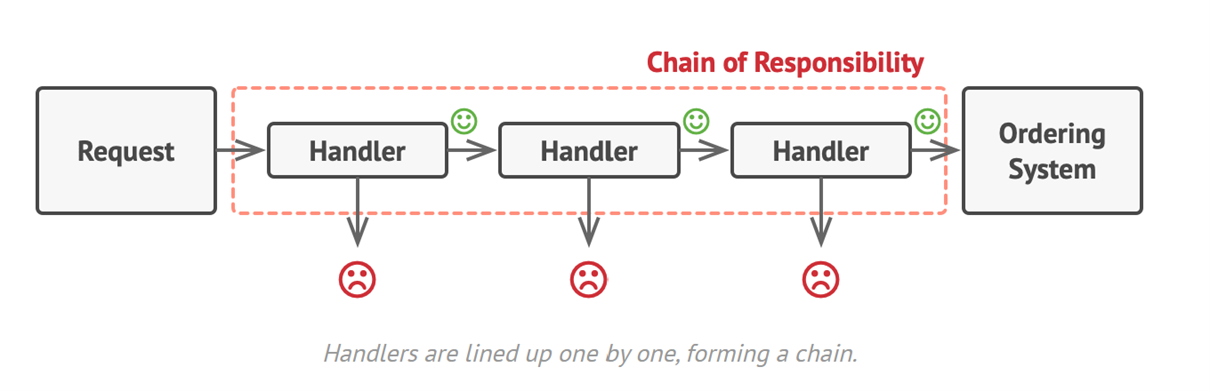 Chain of Responsibility
Request
Handler
Handler
Handler
Ordering
System
Handlers are lined up one by one, forming a chain.